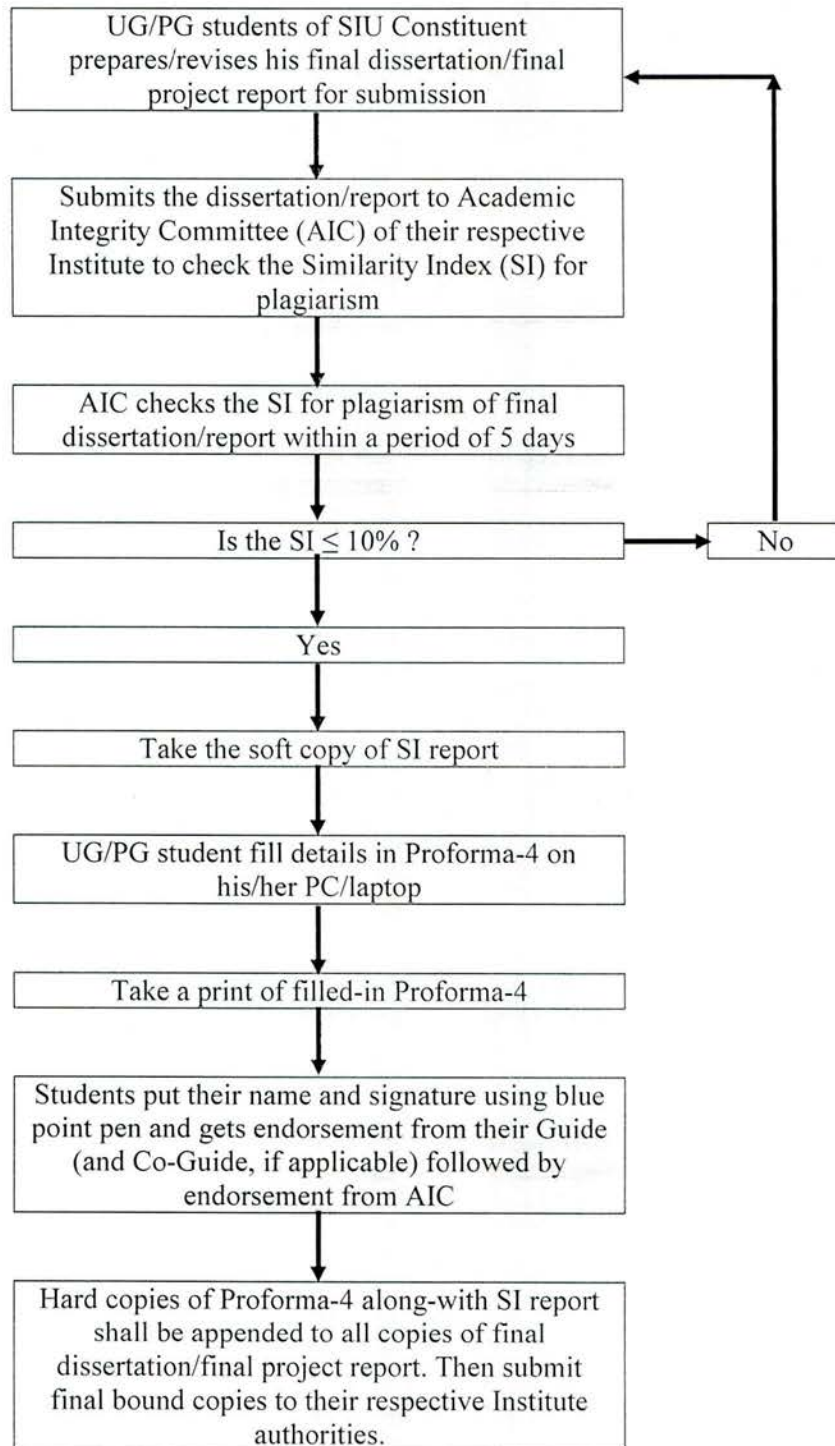 UG/PG students of SIU Constituent
prepares/revises his final dissertation/final
project report for submission
Submits the dissertation/report to Academic
Integrity Committee (AIC) of their respective
Institute to check the Similarity Index (SI) for
plagiarism
AIC checks the SI for plagiarism of final
dissertation/report within a period of 5 days
Is the SI ≤ 10% ?
No
Yes
Take the soft copy of SI report
UG/PG student fill details in Proforma-4 on
his/her PC/laptop
Take a print of filled-in Proforma-4
Students put their name and signature using blue
point pen and gets endorsement from their Guide
(and Co-Guide, if applicable) followed by
endorsement from AIC
Hard copies of Proforma-4 along-with SI report
shall be appended to all copies of final
dissertation/final project report. Then submit
final bound copies to their respective Institute
authorities.